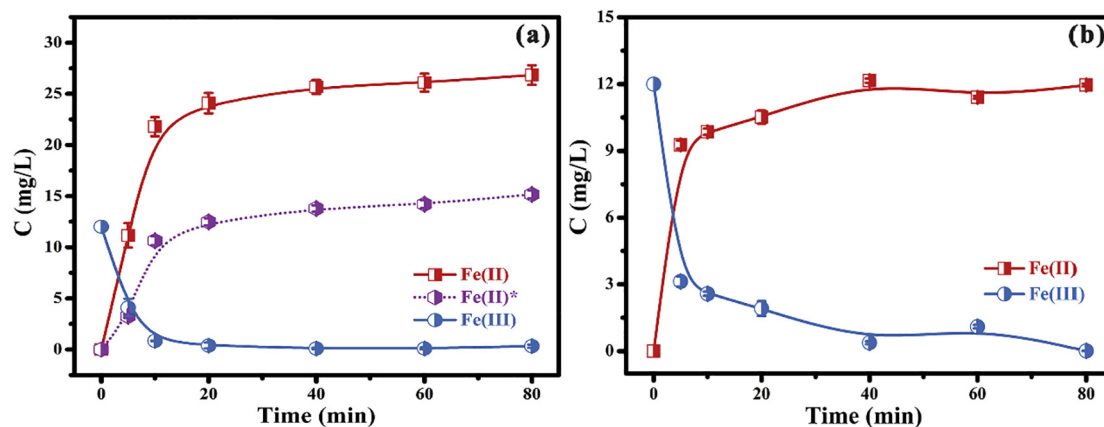 (a)
30
25
20
15
10
5
0
C (mg/L)
Fe(II)
Fe(II)*
Fe(III)
0 20 40 60 80
Time (min)
(b)
15
12
9
6
3
0
C (mg/L)
Fe(II)
Fe(III)
0 20 40 60 80
Time (min)